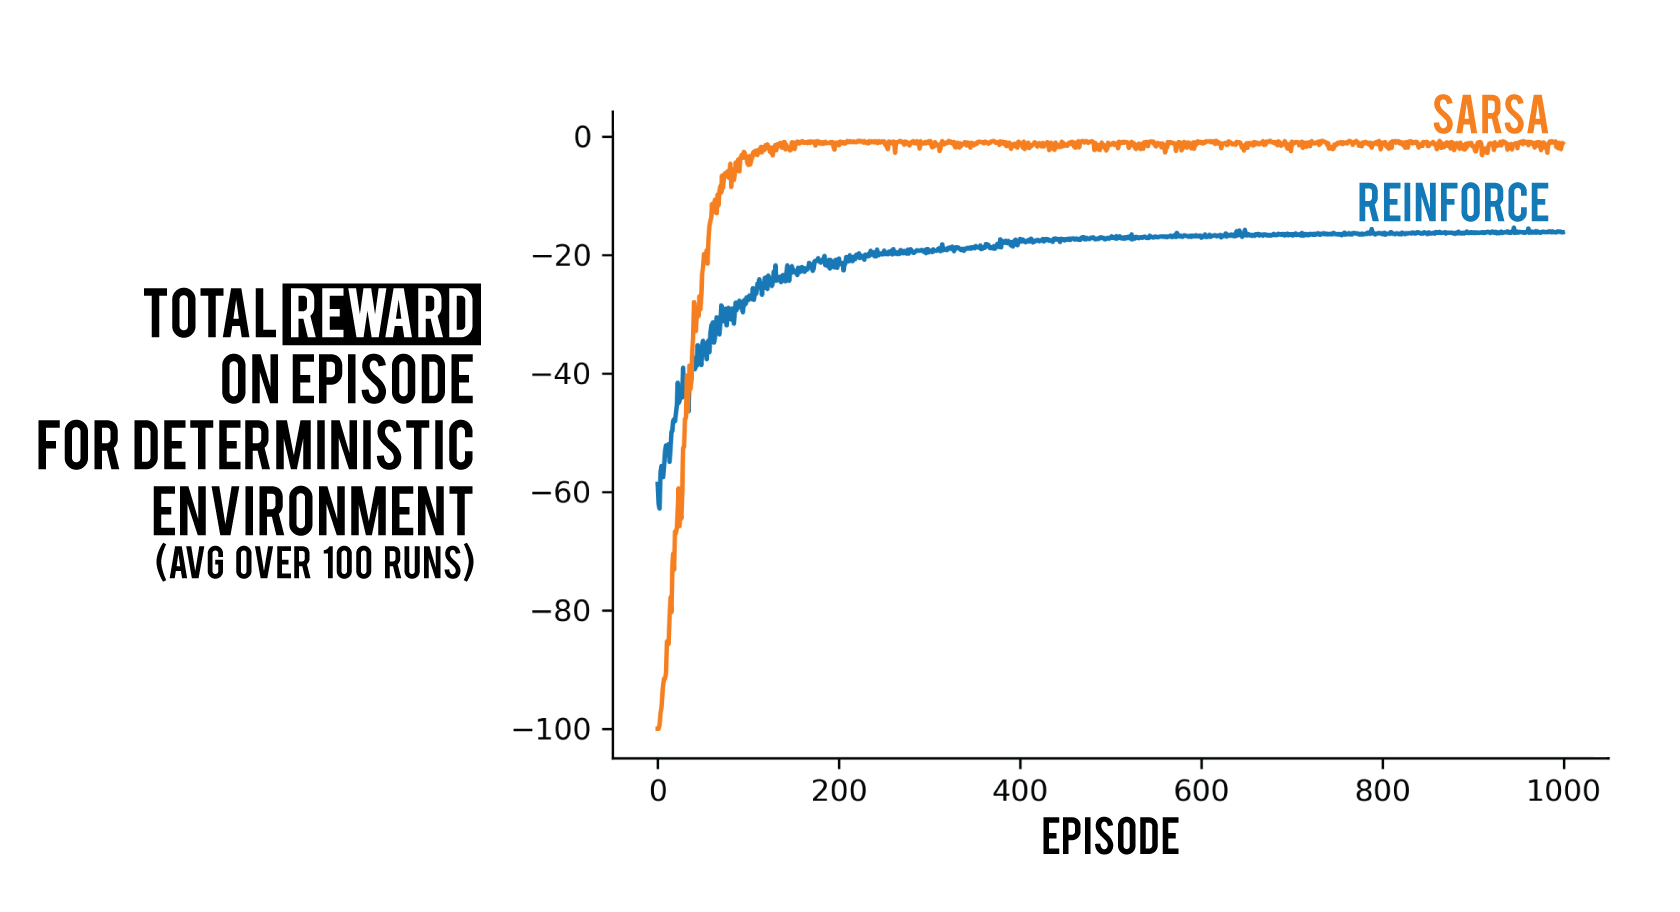 TOTAL REWARD
ON EPISODE
FOR DETERMINISTIC
ENVIRONMENT
(AVG OVER 100 RUNS)
SARSA
REINFORCE
0
−20
−40
−60
−80
−100
0 200 400 600 800 1000
EPISODE